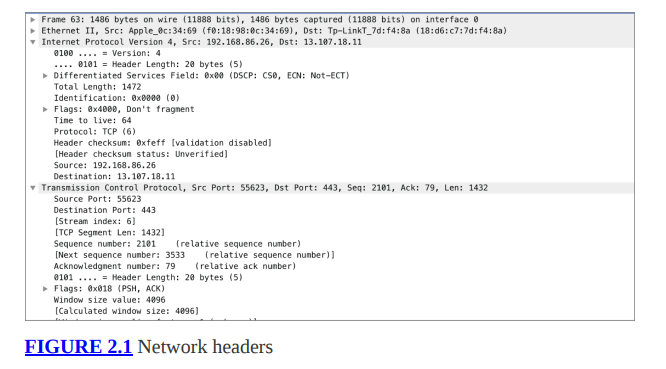 ▶ Frame 63: 1486 bytes on wire (11888 bits), 1486 bytes captured (11888 bits) on interface 0
▶ Ethernet II, Src: Apple_0c:34:69 (f0:18:98:0c:34:69), Dst: Tp-LinkT_7d:f4:8a (18:d6:c7:7d:f4:8a)
▼ Internet Protocol Version 4, Src: 192.168.86.26, Dst: 13.107.18.11
0100 .... = Version: 4
.... 0101 = Header Length: 20 bytes (5)
▶ Differentiated Services Field: 0x00 (DSCP: CS0, ECN: Not-ECT)
Total Length: 1472
Identification: 0x0000 (0)
▶ Flags: 0x4000, Don't fragment
Time to live: 64
Protocol: TCP (6)
Header checksum: 0xfeff [validation disabled]
[Header checksum status: Unverified]
Source: 192.168.86.26
Destination: 13.107.18.11
▼ Transmission Control Protocol, Src Port: 55623, Dst Port: 443, Seq: 2101, Ack: 79, Len: 1432
Source Port: 55623
Destination Port: 443
[Stream index: 6]
[TCP Segment Len: 1432]
Sequence number: 2101    (relative sequence number)
[Next sequence number: 3533    (relative sequence number)]
Acknowledgment number: 79    (relative ack number)
0101 .... = Header Length: 20 bytes (5)
▶ Flags: 0x018 (PSH, ACK)
Window size value: 4096
[Calculated window size: 4096]
FIGURE 2.1 Network headers